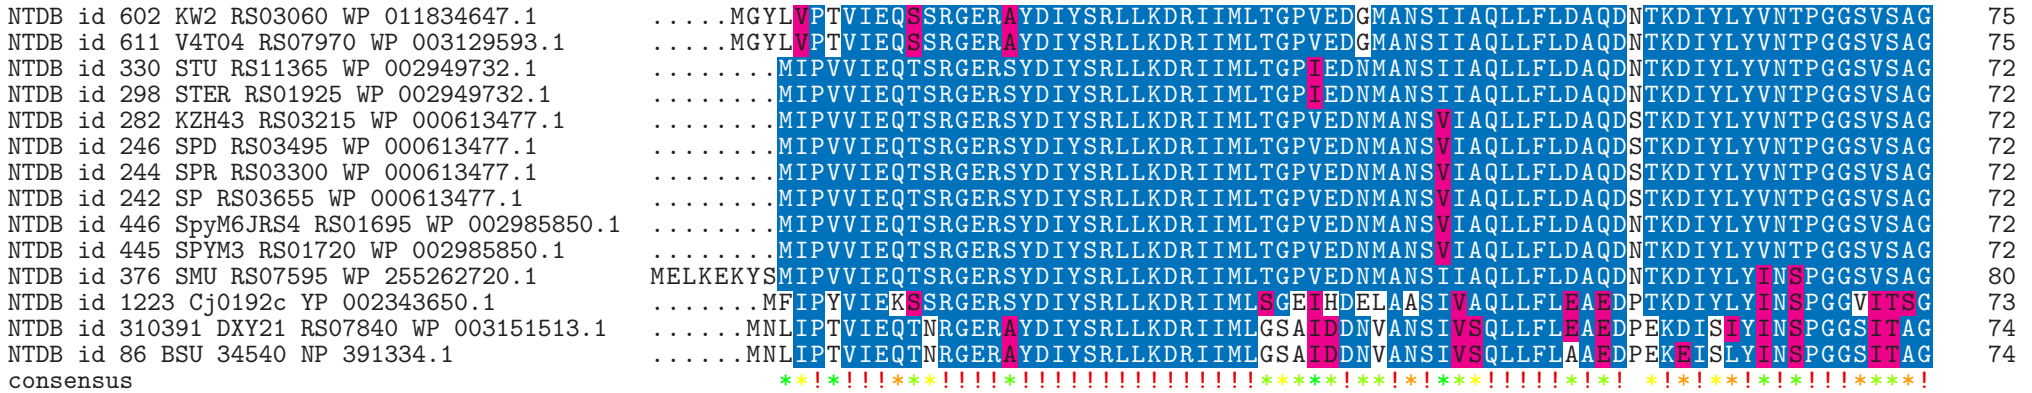 NTDB id 602 KW2 RS03060 WP 011834647.1 .....MGYLVPTVIEQSSRGERAYDIYSRLLKDRIIMLTGPVEDGMANSIIAQLLFLDAQDNTKDIYLYVNTPGGSVSAG 75
NTDB id 611 V4T04 RS07970 WP 003129593.1 .....MGYLVPTVIEQSSRGERAYDIYSRLLKDRIIMLTGPVEDGMANSIIAQLLFLDAQDNTKDIYLYVNTPGGSVSAG 75
NTDB id 330 STU RS11365 WP 002949732.1 ........MIPVVIEQTSRGERSYDIYSRLLKDRIIMLTGPIEDNMANSIIAQLLFLDAQDNTKDIYLYVNTPGGSVSAG 72
NTDB id 298 STER RS01925 WP 002949732.1 ........MIPVVIEQTSRGERSYDIYSRLLKDRIIMLTGPIEDNMANSIIAQLLFLDAQDNTKDIYLYVNTPGGSVSAG 72
NTDB id 282 KZH43 RS03215 WP 000613477.1 ........MIPVVIEQTSRGERSYDIYSRLLKDRIIMLTGPVEDNMANSVIAQLLFLDAQDSTKDIYLYVNTPGGSVSAG 72
NTDB id 246 SPD RS03495 WP 000613477.1 ........MIPVVIEQTSRGERSYDIYSRLLKDRIIMLTGPVEDNMANSVIAQLLFLDAQDSTKDIYLYVNTPGGSVSAG 72
NTDB id 244 SPR RS03300 WP 000613477.1 ........MIPVVIEQTSRGERSYDIYSRLLKDRIIMLTGPVEDNMANSVIAQLLFLDAQDSTKDIYLYVNTPGGSVSAG 72
NTDB id 242 SP RS03655 WP 000613477.1 ........MIPVVIEQTSRGERSYDIYSRLLKDRIIMLTGPVEDNMANSVIAQLLFLDAQDSTKDIYLYVNTPGGSVSAG 72
NTDB id 446 SpyM6JRS4 RS01695 WP 002985850.1 ........MIPVVIEQTSRGERSYDIYSRLLKDRIIMLTGPVEDNMANSVIAQLLFLDAQDNTKDIYLYVNTPGGSVSAG 72
NTDB id 445 SPYM3 RS01720 WP 002985850.1 ........MIPVVIEQTSRGERSYDIYSRLLKDRIIMLTGPVEDNMANSVIAQLLFLDAQDNTKDIYLYVNTPGGSVSAG 72
NTDB id 376 SMU RS07595 WP 255262720.1 MELKEKYSMIPVVIEQTSRGERSYDIYSRLLKDRIIMLTGPVEDNMANSIIAQLLFLDAQDNTKDIYLYINSPGGSVSAG 80
NTDB id 1223 Cj0192c YP 002343650.1 .......MFIPYVIEKSSRGERSYDIYSRLLKDRIIMLSGEIHDELAASIVAQLLFLEAEDPTKDIYLYINSPGGVITSG 73
NTDB id 310391 DXY21 RS07840 WP 003151513.1 ......MNLIPTVIEQTNRGERAYDIYSRLLKDRIIMLGSAIDDNVANSIVSQLLFLEAEDPEKDISIYINSPGGSITAG 74
NTDB id 86 BSU 34540 NP 391334.1 ......MNLIPTVIEQTNRGERAYDIYSRLLKDRIIMLGSAIDDNVANSIVSQLLFLAAEDPEKEISLYINSPGGSITAG 74
consensus **!*!!!***!!!!*!!!!!!!!!!!!!!!*****!**!*!***!!!!!*!*! *!*!**!*!*!!!****!